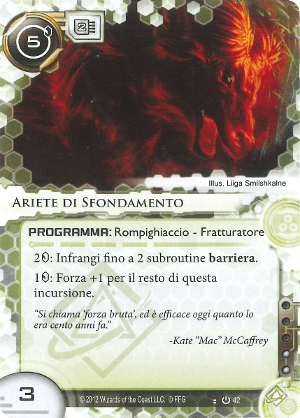 5
Illus. Liiga Smilshkalne
Ariete di Sfondamento
PROGRAMMA: Rompighiaccio - Fratturatore
2: Infrangi fino a 2 subroutine barriera.
1: Forza +1 per il resto di questa
incursione.
"Si chiama 'forza bruta', ed è efficace oggi quanto lo
era cento anni fa."
-Kate "Mac" McCaffrey
3
©2012 Wizards of the Coast LLC. © FFG
42